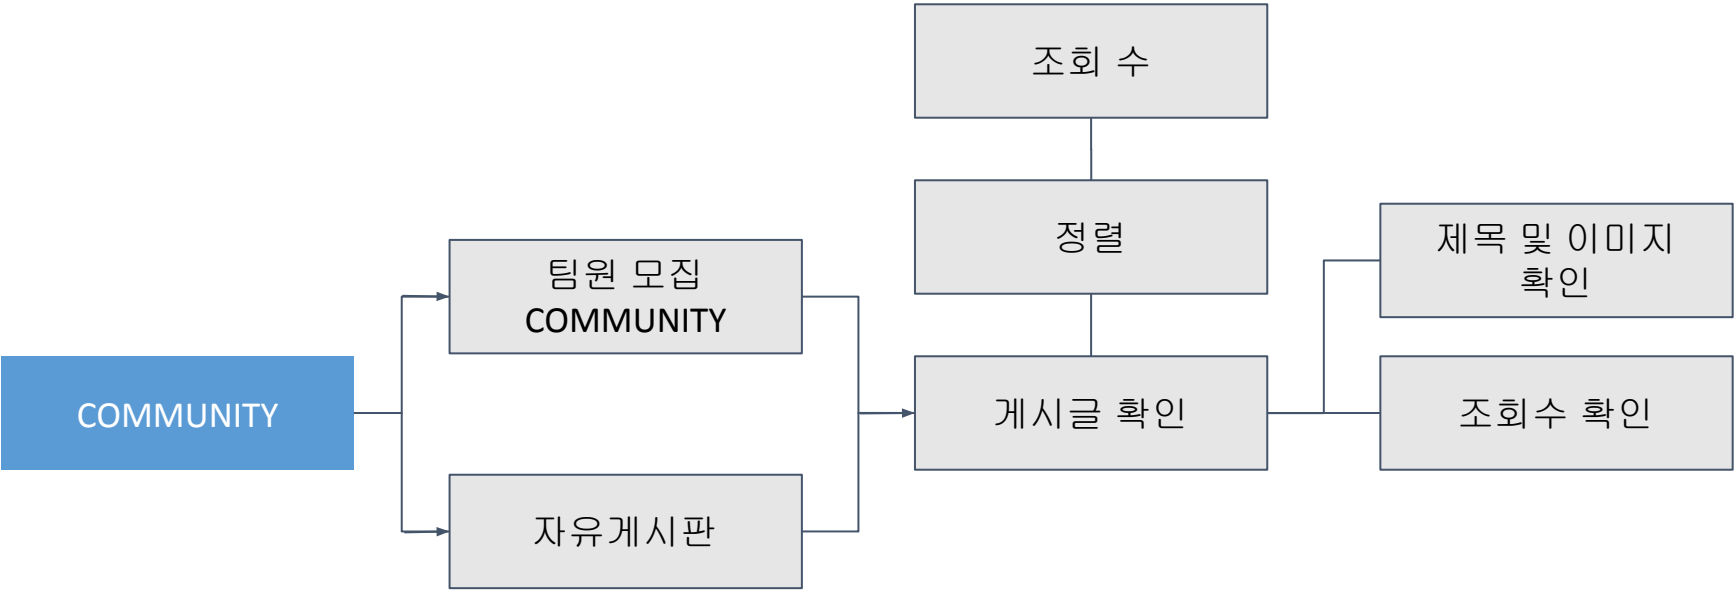 조회 수
정렬
제목 및 이미지
확인
팀원 모집
COMMUNITY
COMMUNITY
게시글 확인
조회수 확인
자유게시판